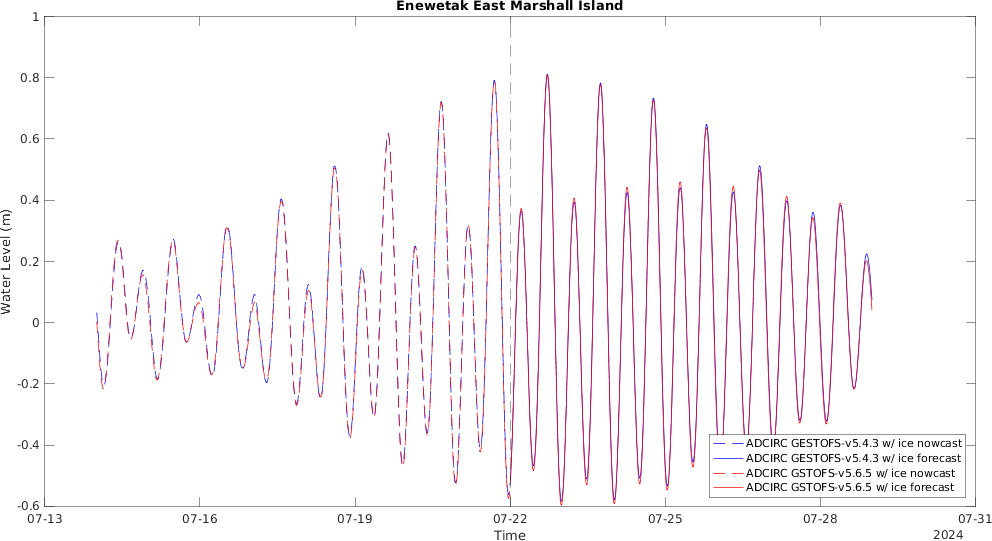 Enewetak East Marshall Island
1
0.8
0.6
0.4
0.2
0
-0.2
-0.4
-0.6
Water Level (m)
ADCIRC GESTOFS-v5.4.3 w/ ice nowcast
ADCIRC GESTOFS-v5.4.3 w/ ice forecast
ADCIRC GSTOFS-v5.6.5 w/ ice nowcast
ADCIRC GSTOFS-v5.6.5 w/ ice forecast
07-13 07-16 07-19 07-22 07-25 07-28 07-31
Time
2024